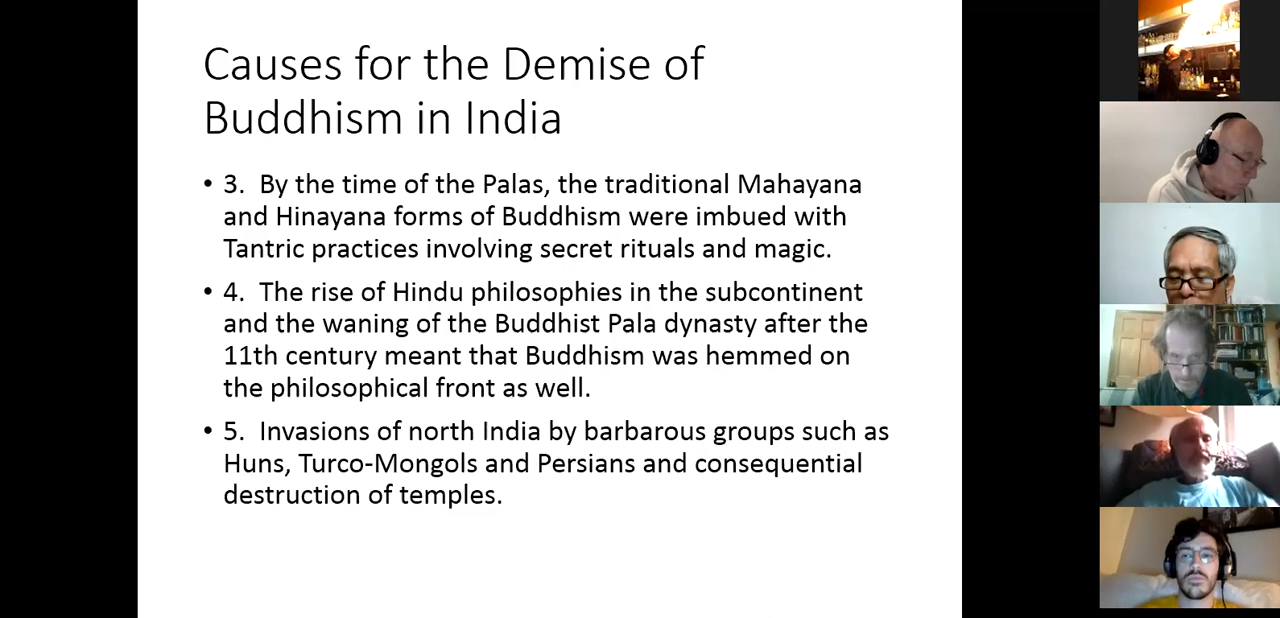 Causes for the Demise of
Buddhism in India
• 3.  By the time of the Palas, the traditional Mahayana
and Hinayana forms of Buddhism were imbued with
Tantric practices involving secret rituals and magic.
• 4.  The rise of Hindu philosophies in the subcontinent
and the waning of the Buddhist Pala dynasty after the
11th century meant that Buddhism was hemmed on
the philosophical front as well.
• 5.  Invasions of north India by barbarous groups such as
Huns, Turco-Mongols and Persians and consequential
destruction of temples.